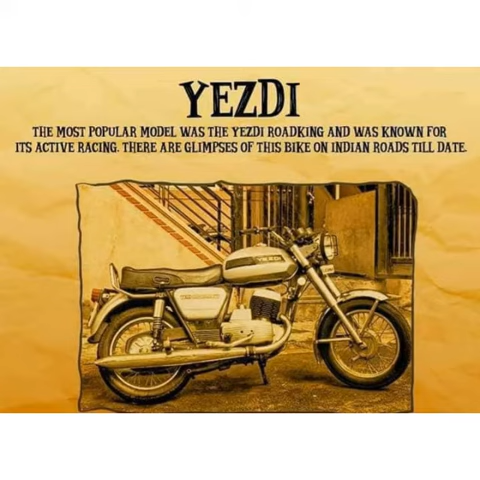 YEZDI
THE MOST POPULAR MODEL WAS THE YEZDI ROADKING AND WAS KNOWN FOR
ITS ACTIVE RACING. THERE ARE GLIMPSES OF THIS BIKE ON INDIAN ROADS TILL DATE.
YEZDI